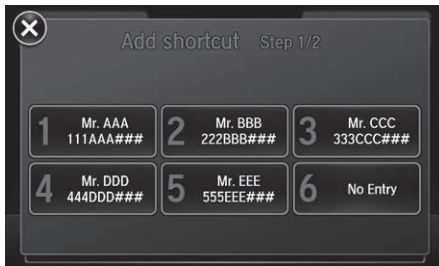 Add shortcut Step 1/2
1 Mr. AAA
111AAA###
2 Mr. BBB
222BBB###
3 Mr. CCC
333CCC###
4 Mr. DDD
444DDD###
5 Mr. EEE
555EEE###
6 No Entry